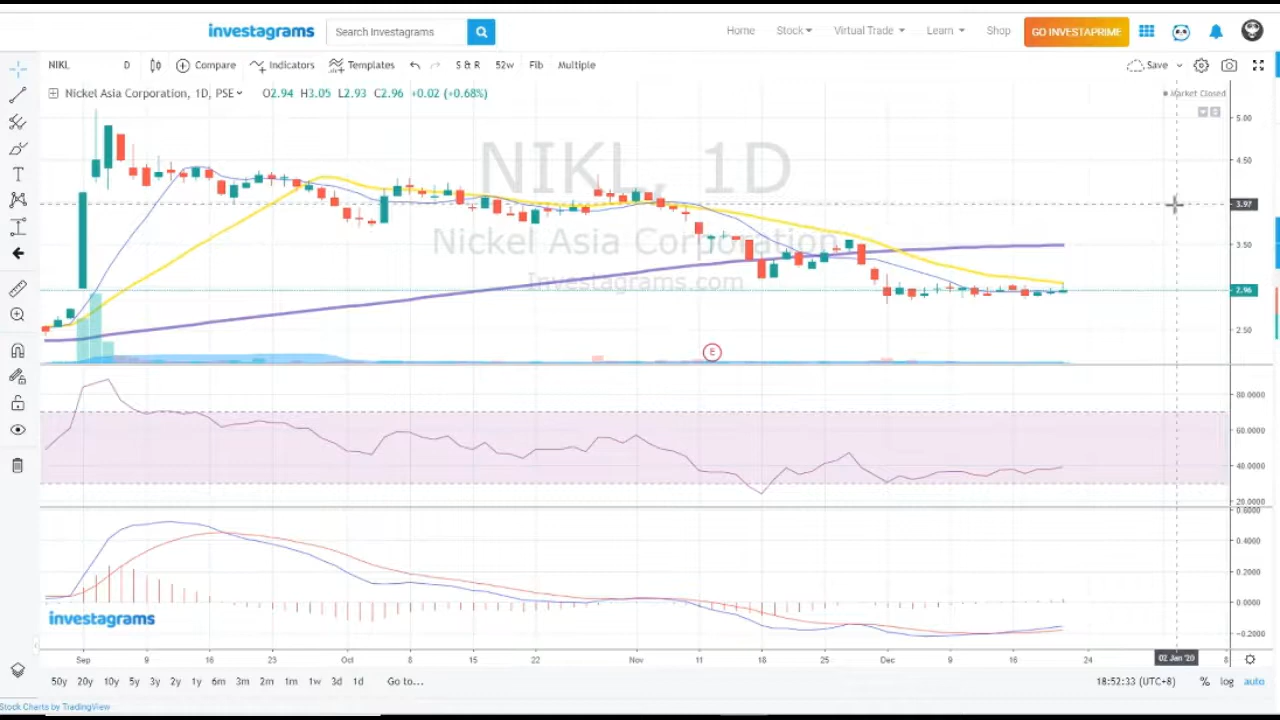 investagrams Search Investagrams Home Stock Virtual Trade Learn Shop GO INVESTAPRIME
NIKL D Compare Indicators Templates S & R 52w Fib Multiple Save
Nickel Asia Corporation, 1D, PSE O2.94 H3.05 L2.93 C2.96 +0.02 (+0.68%) Market Closed
NIKL, 1D
Nickel Asia Corporation
Investagrams.com
5.00
4.50
3.97
3.50
2.96
2.50
E
80.0000
60.0000
40.0000
20.0000
0.6000
0.4000
0.2000
0.0000
-0.2000
investagrams
Sep 9 16 23 Oct 8 15 22 Nov 11 18 25 Dec 9 16 24 02 Jan '20 8
50y 20y 10y 5y 3y 2y 1y 6m 3m 2m 1m 1w 3d 1d Go to... 18:52:33 (UTC+8) % log auto
Stock Charts by TradingView